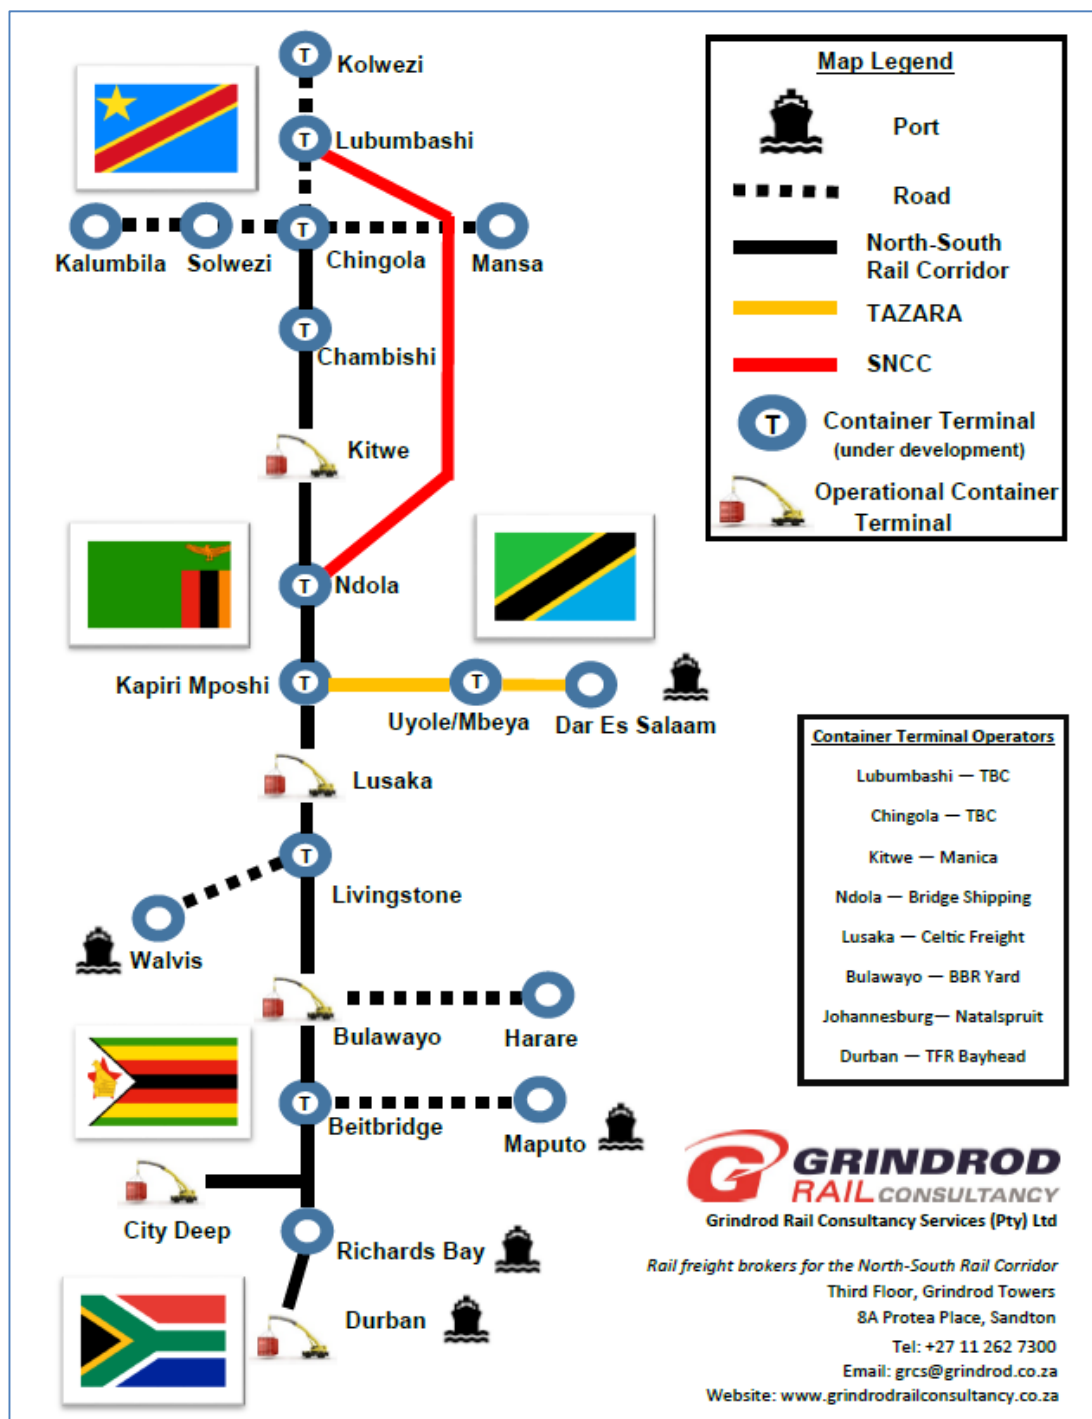 T
Kolwezi
T
Lubumbashi
Kalumbila
Solwezi
T
Chingola
Mansa
T
Chambishi
Kitwe
T
Ndola
Kapiri Mposhi
T
T
Uyole/Mbeya
Dar Es Salaam
Lusaka
T
Livingstone
Walvis
Bulawayo
Harare
T
Beitbridge
Maputo
City Deep
Richards Bay
Durban
Map Legend
Port
Road
North-South
Rail Corridor
TAZARA
SNCC
T
Container Terminal
(under development)
Operational Container
Terminal
Container Terminal Operators
Lubumbashi — TBC
Chingola — TBC
Kitwe — Manica
Ndola — Bridge Shipping
Lusaka — Celtic Freight
Bulawayo — BBR Yard
Johannesburg— Natalspruit
Durban — TFR Bayhead
GRINDROD
RAIL CONSULTANCY
Grindrod Rail Consultancy Services (Pty) Ltd
Rail freight brokers for the North-South Rail Corridor
Third Floor, Grindrod Towers
8A Protea Place, Sandton
Tel: +27 11 262 7300
Email: grcs@grindrod.co.za
Website: www.grindrodrailconsultancy.co.za